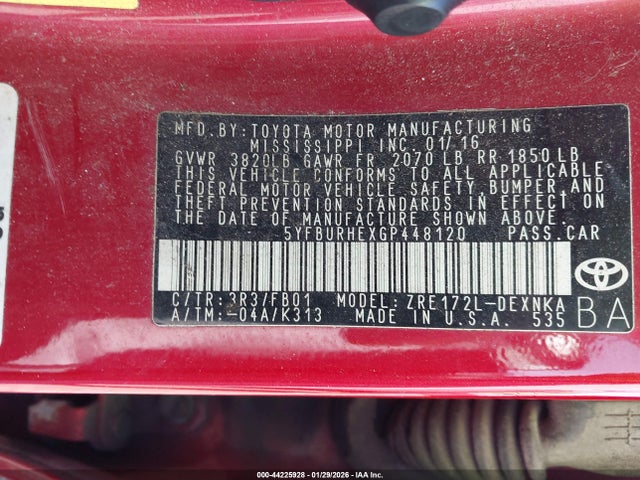 MFD. BY: TOYOTA MOTOR MANUFACTURING
MISSISSIPPI INC. 01/16
GVWR 3820LB GAWR FR 2070 LB RR 1850 LB
THIS VEHICLE CONFORMS TO ALL APPLICABLE
FEDERAL MOTOR VEHICLE SAFETY, BUMPER, AND
THEFT PREVENTION STANDARDS IN EFFECT ON
THE DATE OF MANUFACTURE SHOWN ABOVE.
5YFBURHEXGP448120 PASS. CAR
C/TR: 3R3/FB01 MODEL: ZRE172L-DEXNKA
A/TM: -04A/K313 MADE IN U.S.A. 535
TOYOTA
BA
000-44225928 - 01/29/2026 - IAA Inc.